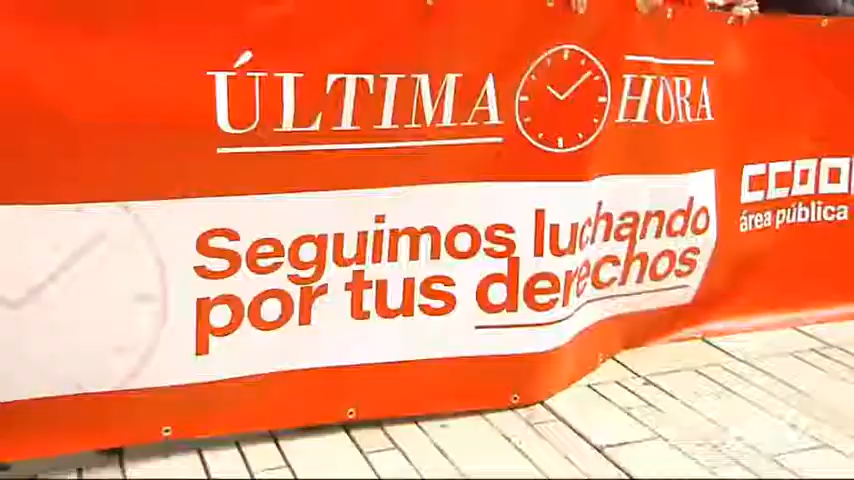 ÚLTIMA HORA
Seguimos luchando
por tus derechos
CCOO
área pública